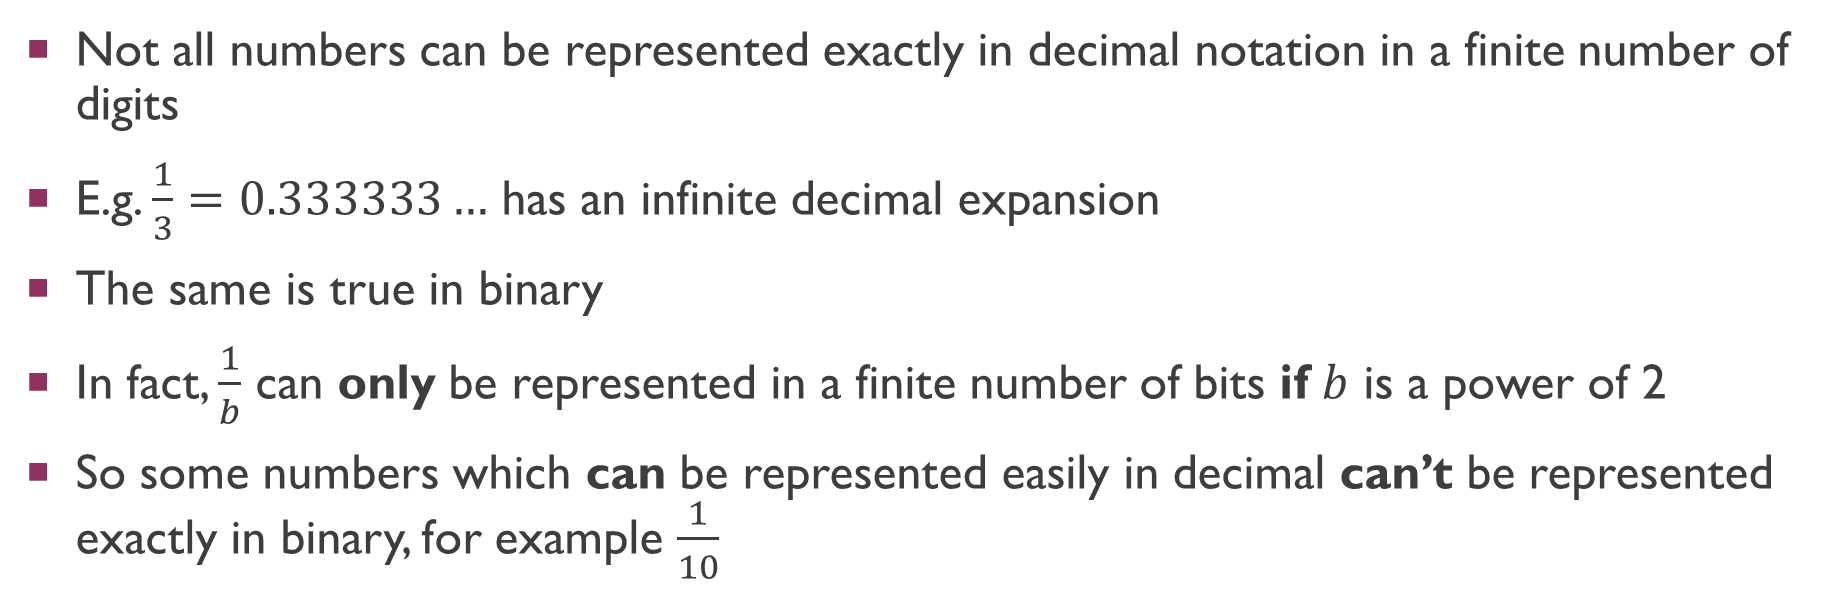 ▪ Not all numbers can be represented exactly in decimal notation in a finite number of
digits
▪ E.g. 1/3 = 0.333333 … has an infinite decimal expansion
▪ The same is true in binary
▪ In fact, 1/b can only be represented in a finite number of bits if b is a power of 2
▪ So some numbers which can be represented easily in decimal can’t be represented
exactly in binary, for example 1/10